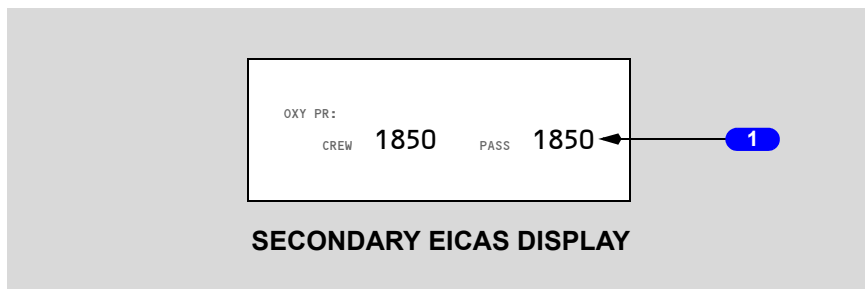 OXY PR:
CREW 1850 PASS 1850
1
SECONDARY EICAS DISPLAY